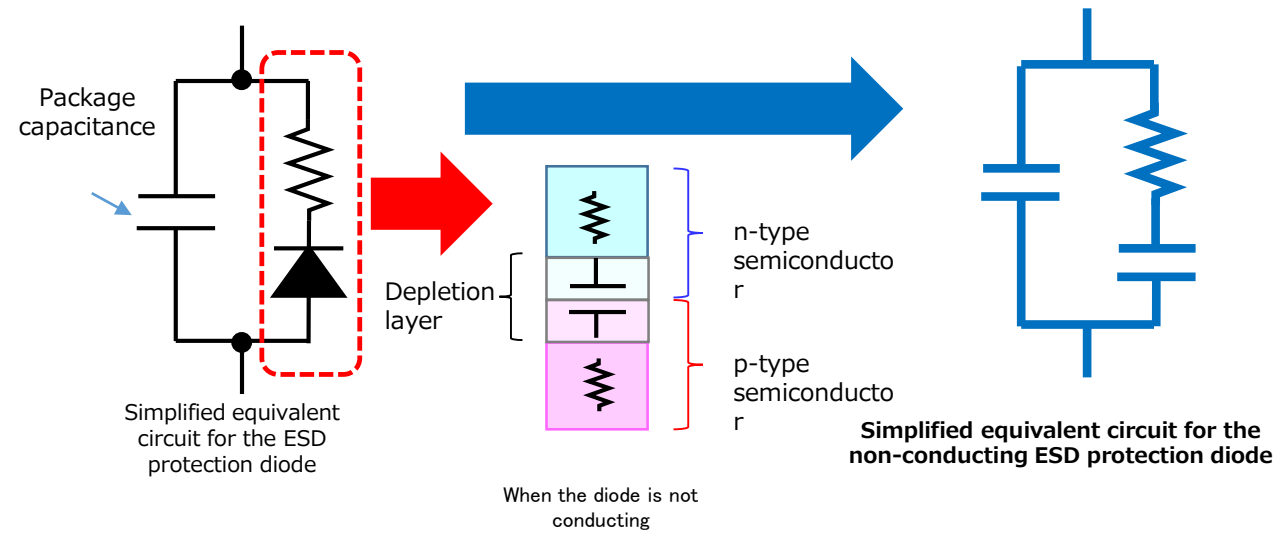 Package
capacitance
Simplified equivalent
circuit for the ESD
protection diode
Depletion
layer
n-type
semiconducto
r
p-type
semiconducto
r
When the diode is not
conducting
Simplified equivalent circuit for the
non-conducting ESD protection diode